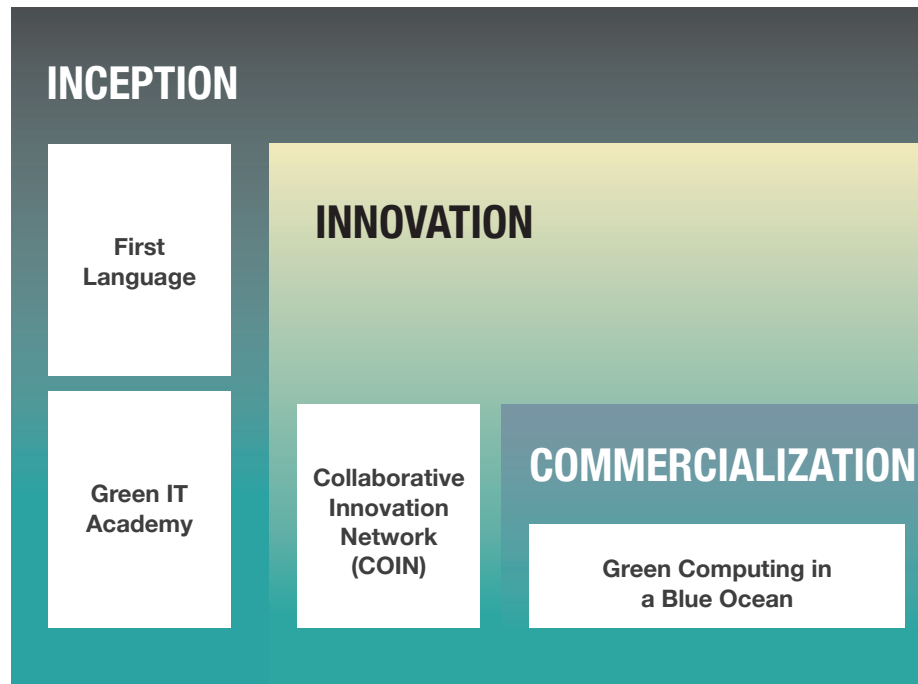 INCEPTION
First
Language
Green IT
Academy
INNOVATION
Collaborative
Innovation
Network
(COIN)
COMMERCIALIZATION
Green Computing in
a Blue Ocean